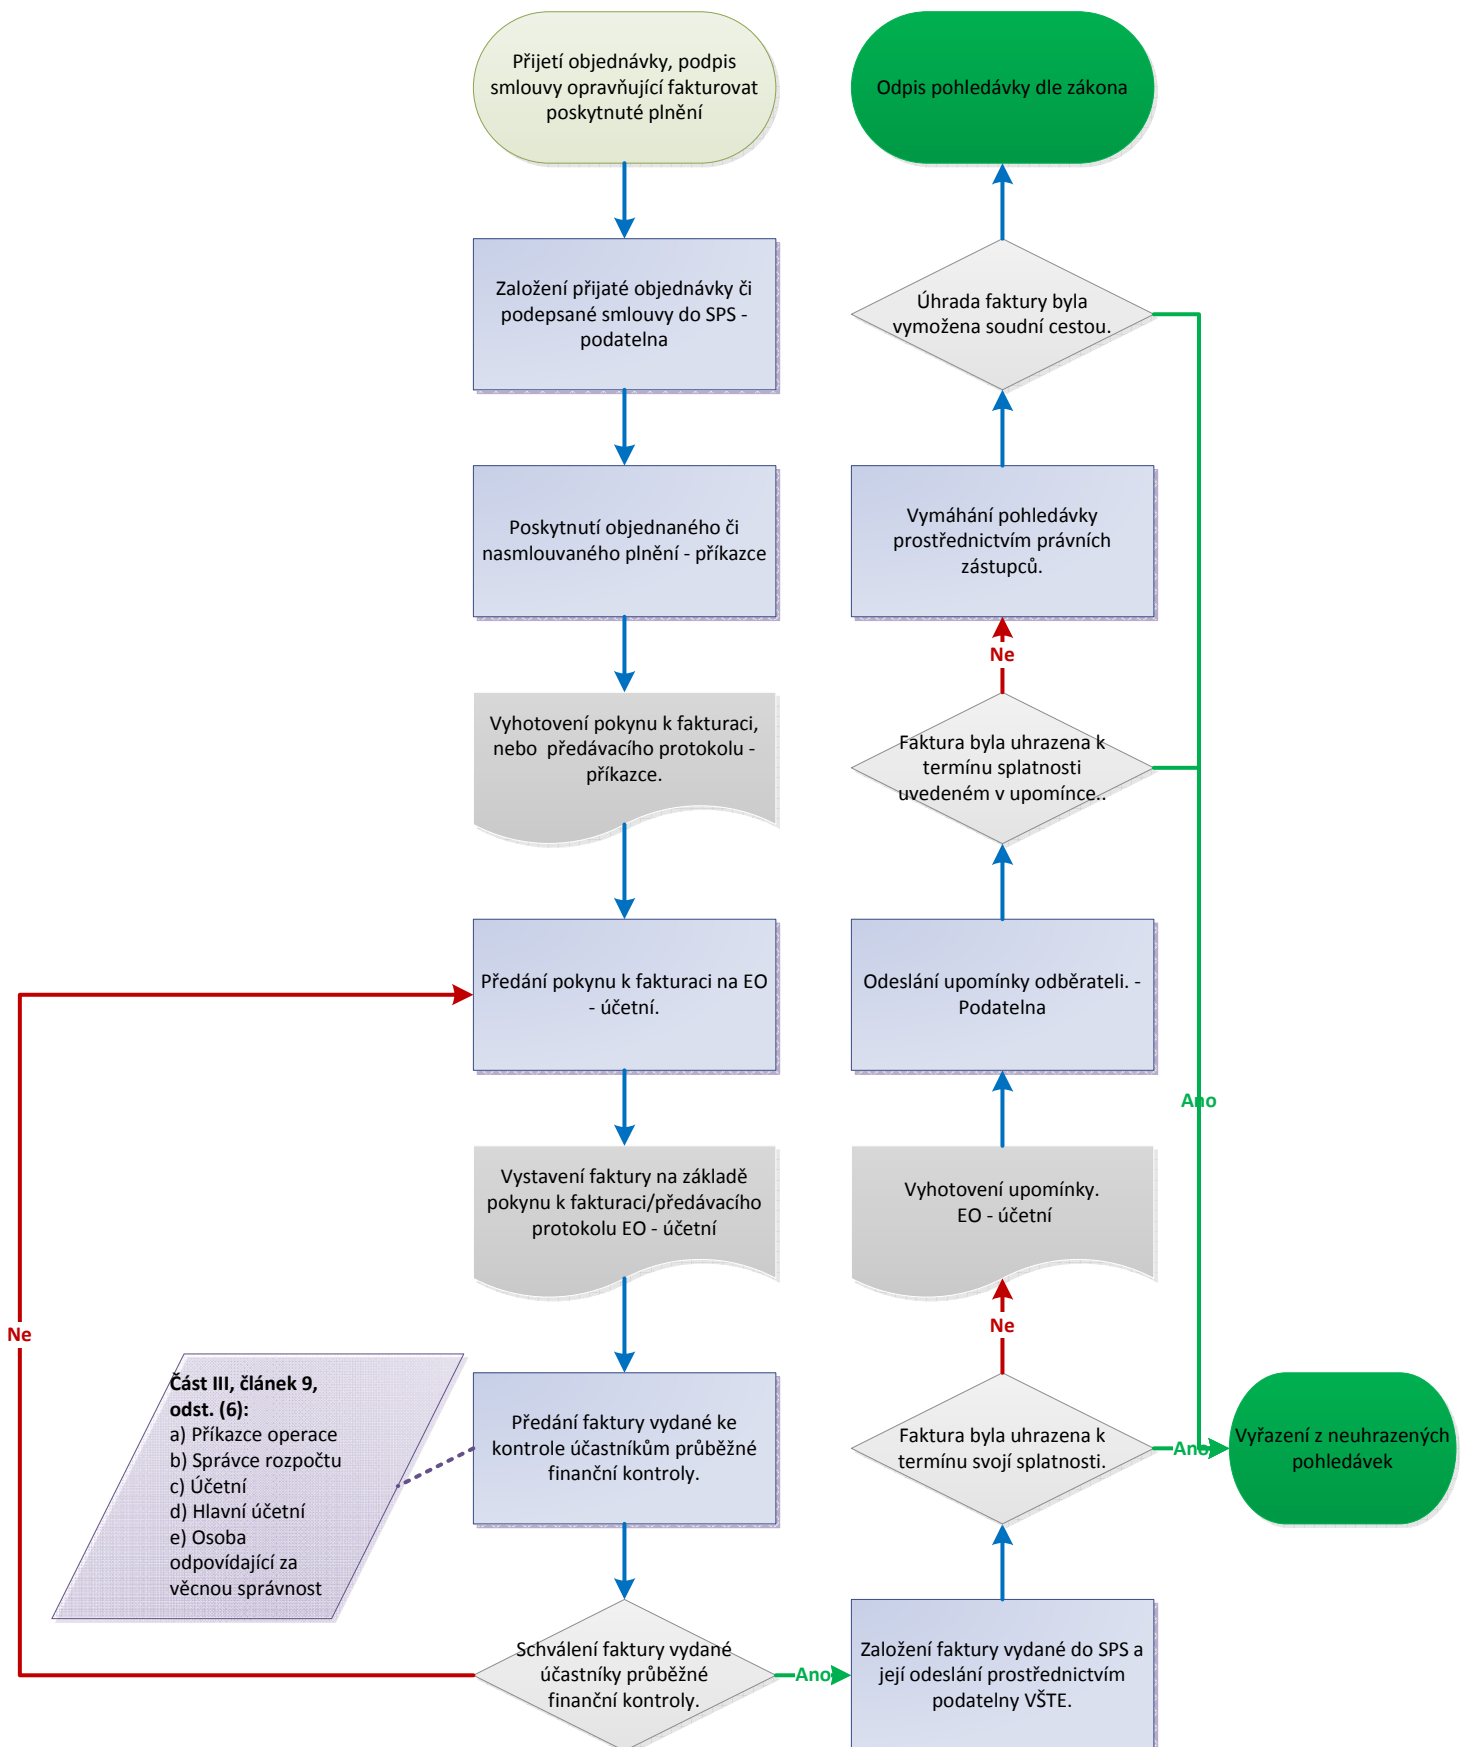 Přijetí objednávky, podpis
smlouvy opravňující fakturovat
poskytnuté plnění
Založení přijaté objednávky či
podepsané smlouvy do SPS -
podatelna
Poskytnutí objednaného či
nasmlouvaného plnění - příkazce
Vyhotovení pokynu k fakturaci,
nebo  předávacího protokolu -
příkazce.
Předání pokynu k fakturaci na EO
- účetní.
Vystavení faktury na základě
pokynu k fakturaci/předávacího
protokolu EO - účetní
Předání faktury vydané ke
kontrole účastníkům průběžné
finanční kontroly.
Část III, článek 9,
odst. (6):
a) Příkazce operace
b) Správce rozpočtu
c) Účetní
d) Hlavní účetní
e) Osoba
odpovídající za
věcnou správnost
Schválení faktury vydané
účastníky průběžné
finanční kontroly.
Ne
Ano
Založení faktury vydané do SPS a
její odeslání prostřednictvím
podatelny VŠTE.
Faktura byla uhrazena k
termínu svojí splatnosti.
Ano
Vyřazení z neuhrazených
pohledávek
Ne
Vyhotovení upomínky.
EO - účetní
Odeslání upomínky odběrateli. -
Podatelna
Faktura byla uhrazena k
termínu splatnosti
uvedeném v upomínce..
Ano
Ne
Vymáhání pohledávky
prostřednictvím právních
zástupců.
Úhrada faktury byla
vymožena soudní cestou.
Odpis pohledávky dle zákona